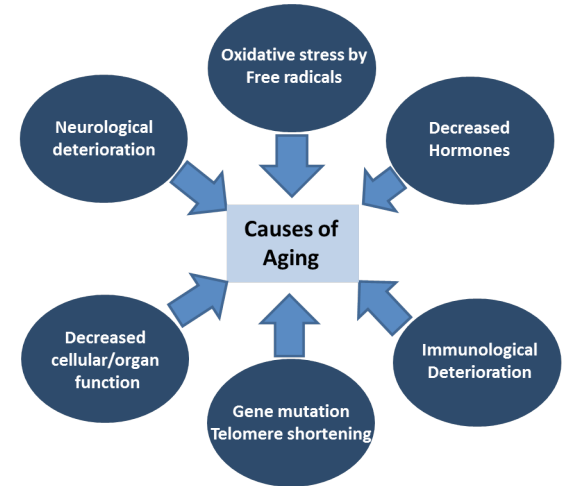 Oxidative stress by
Free radicals
Neurological
deterioration
Decreased
Hormones
Causes of
Aging
Decreased
cellular/organ
function
Immunological
Deterioration
Gene mutation
Telomere shortening